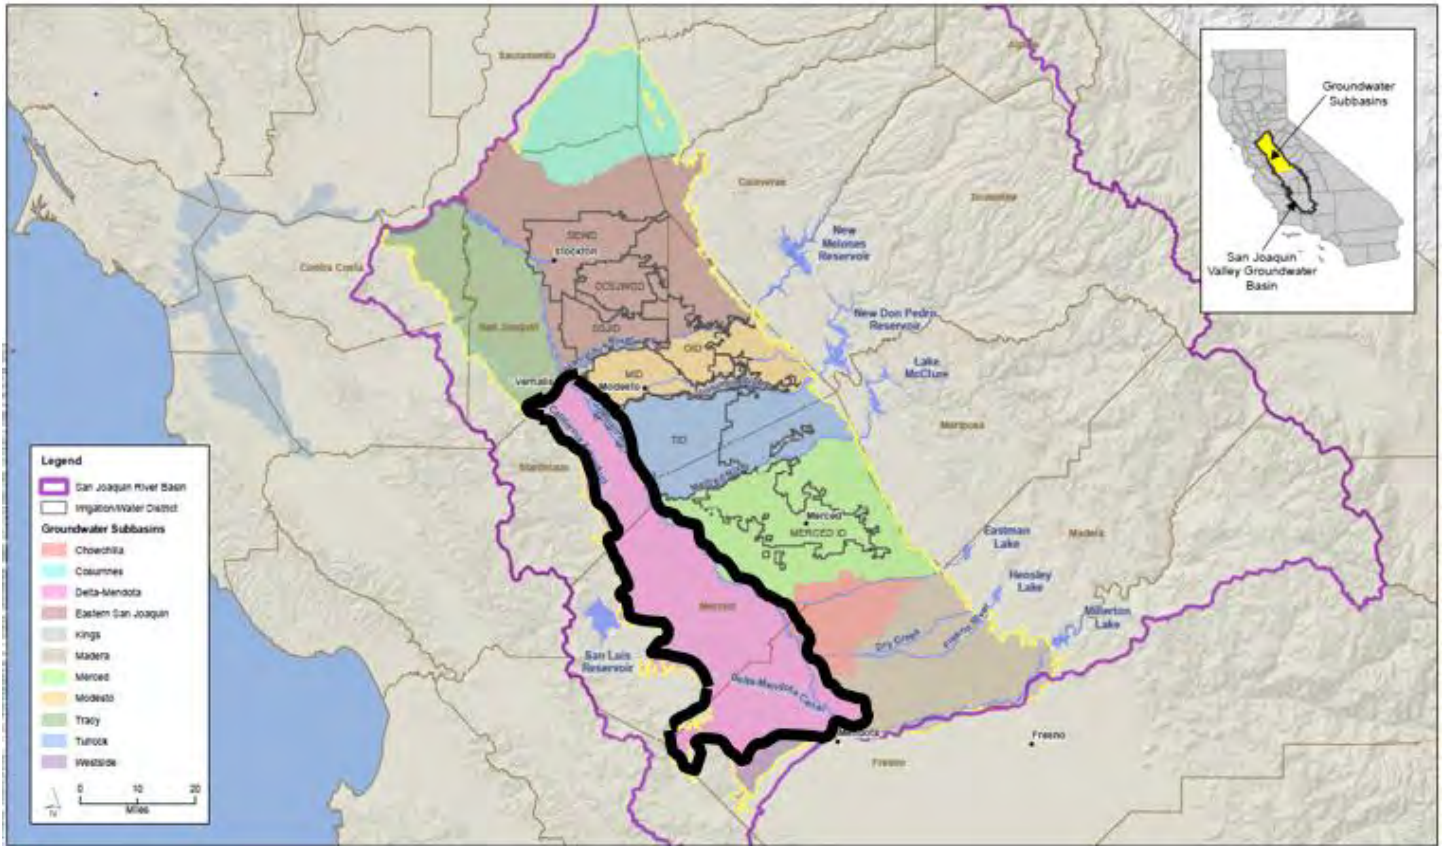 Sacramento
Alpine
Groundwater
Subbasins
San Joaquin
Valley Groundwater
Basin
Calaveras
Tuolumne
New
Melones
Reservoir
SEWD
STOCKTON
Contra Costa
CCSJWCD
San Joaquin
SSJID
New Don Pedro
Reservoir
OID
Lake
McClure
MID
Vernalis
Modesto
Mariposa
TID
Stanislaus
Merced River
Merced
MERCED ID
Eastman
Lake
Madera
Hensley
Lake
Merced
Millerton
Lake
Dry Creek
Fresno River
San Luis
Reservoir
Delta-Mendota Canal
Mendota
Fresno
Fresno
Legend
San Joaquin River Basin
Irrigation/Water District
Groundwater Subbasins
Chowchilla
Cosumnes
Delta-Mendota
Eastern San Joaquin
Kings
Madera
Merced
Modesto
Tracy
Turlock
Westside
0 10 20
Miles
N